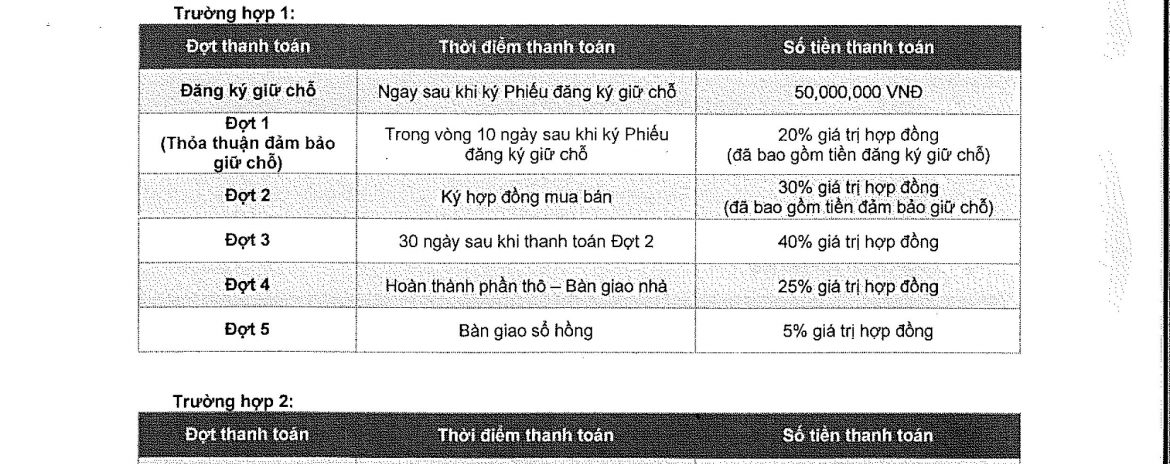 Trường hợp 1:
Đợt thanh toán Thời điểm thanh toán Số tiền thanh toán
Đăng ký giữ chỗ Ngay sau khi ký Phiếu đăng ký giữ chỗ 50,000,000 VNĐ
Đợt 1
(Thỏa thuận đảm bảo
giữ chỗ)
Trong vòng 10 ngày sau khi ký Phiếu
đăng ký giữ chỗ
20% giá trị hợp đồng
(đã bao gồm tiền đăng ký giữ chỗ)
Đợt 2
Ký hợp đồng mua bán
30% giá trị hợp đồng
(đã bao gồm tiền đảm bảo giữ chỗ)
Đợt 3 30 ngày sau khi thanh toán Đợt 2 40% giá trị hợp đồng
Đợt 4 Hoàn thành phần thô – Bàn giao nhà 25% giá trị hợp đồng
Đợt 5 Bàn giao sổ hồng 5% giá trị hợp đồng
Trường hợp 2:
Đợt thanh toán Thời điểm thanh toán Số tiền thanh toán